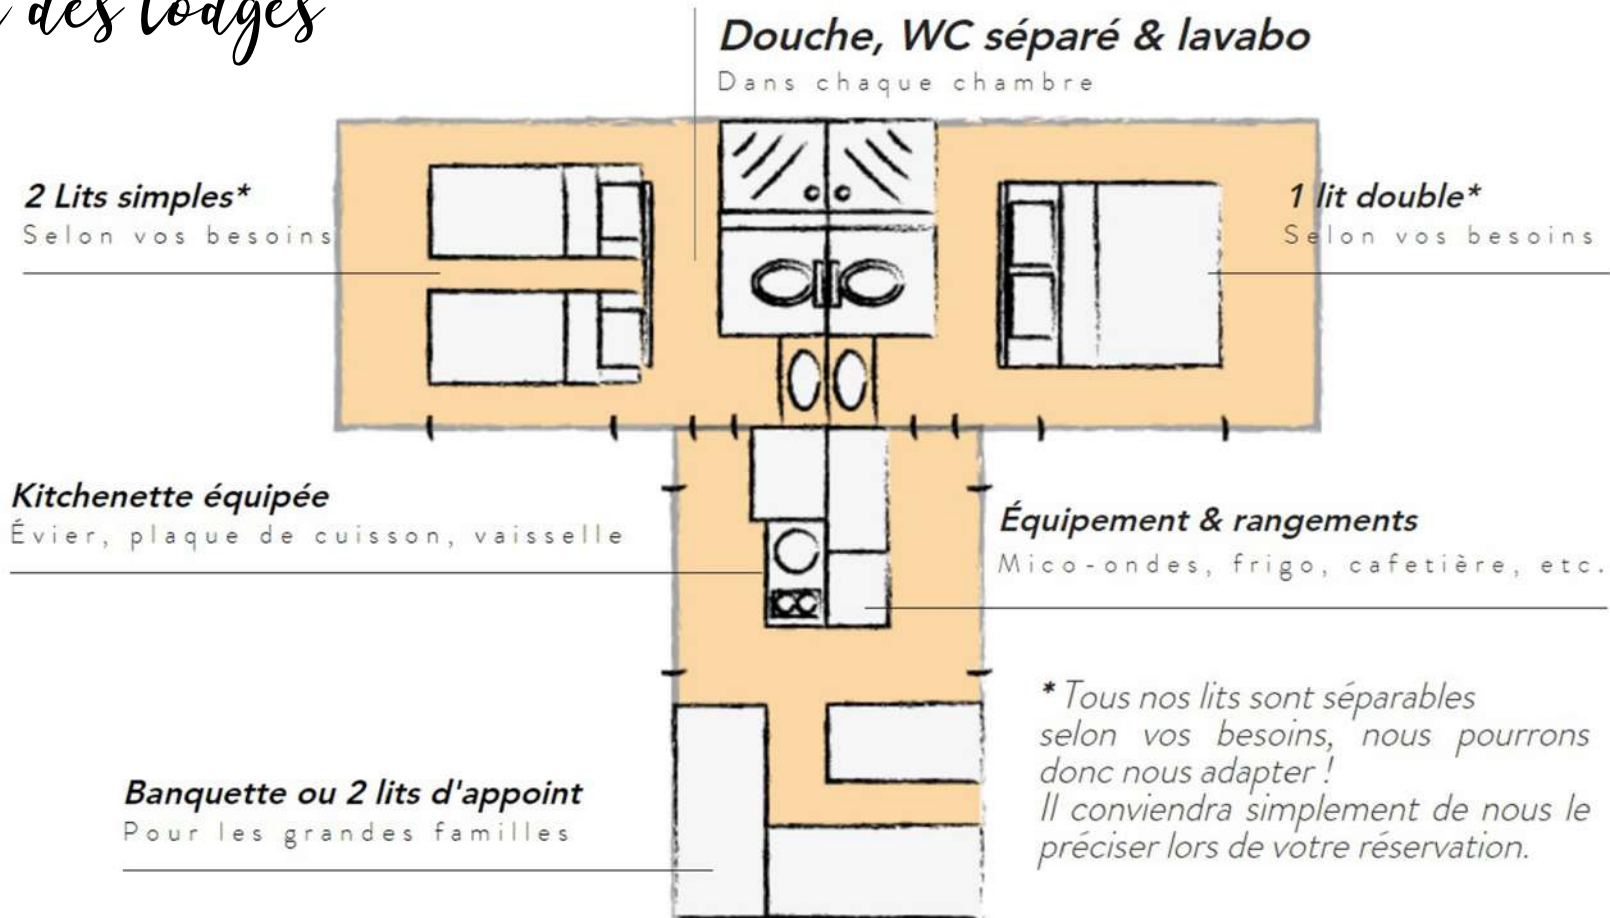 des lodges
Douche, WC séparé & lavabo
Dans chaque chambre
2 Lits simples*
Selon vos besoins
1 lit double*
Selon vos besoins
Kitchenette équipée
Évier, plaque de cuisson, vaisselle
Équipement & rangements
Mico-ondes, frigo, cafetière, etc.
Banquette ou 2 lits d'appoint
Pour les grandes familles
* Tous nos lits sont séparables
selon vos besoins, nous pourrons
donc nous adapter !
Il conviendra simplement de nous le
préciser lors de votre réservation.